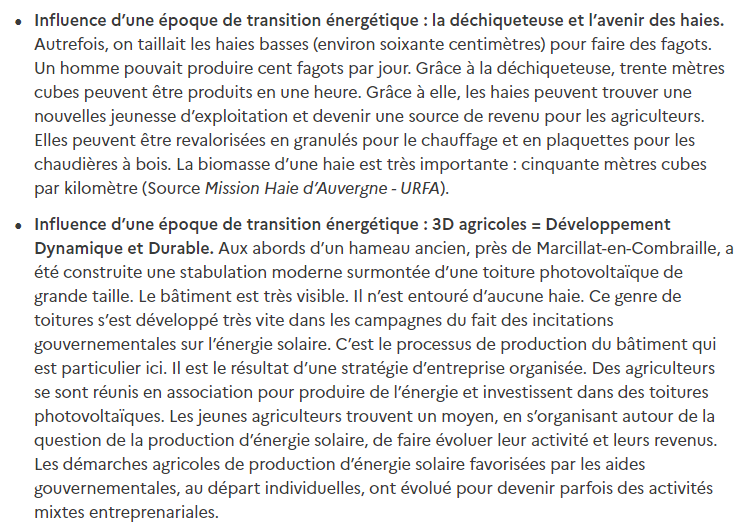 • Influence d’une époque de transition énergétique : la déchiqueteuse et l’avenir des haies.
Autrefois, on taillait les haies basses (environ soixante centimètres) pour faire des fagots.
Un homme pouvait produire cent fagots par jour. Grâce à la déchiqueteuse, trente mètres
cubes peuvent être produits en une heure. Grâce à elle, les haies peuvent trouver une
nouvelles jeunesse d’exploitation et devenir une source de revenu pour les agriculteurs.
Elles peuvent être revalorisées en granulés pour le chauffage et en plaquettes pour les
chaudières à bois. La biomasse d’une haie est très importante : cinquante mètres cubes
par kilomètre (Source Mission Haie d’Auvergne - URFA).
• Influence d’une époque de transition énergétique : 3D agricoles = Développement
Dynamique et Durable. Aux abords d’un hameau ancien, près de Marcillat-en-Combraille, a
été construite une stabulation moderne surmontée d’une toiture photovoltaïque de
grande taille. Le bâtiment est très visible. Il n’est entouré d’aucune haie. Ce genre de
toitures s’est développé très vite dans les campagnes du fait des incitations
gouvernementales sur l’énergie solaire. C’est le processus de production du bâtiment qui
est particulier ici. Il est le résultat d’une stratégie d’entreprise organisée. Des agriculteurs
se sont réunis en association pour produire de l’énergie et investissent dans des toitures
photovoltaïques. Les jeunes agriculteurs trouvent un moyen, en s’organisant autour de la
question de la production d’énergie solaire, de faire évoluer leur activité et leurs revenus.
Les démarches agricoles de production d’énergie solaire favorisées par les aides
gouvernementales, au départ individuelles, ont évolué pour devenir parfois des activités
mixtes entreprenariales.